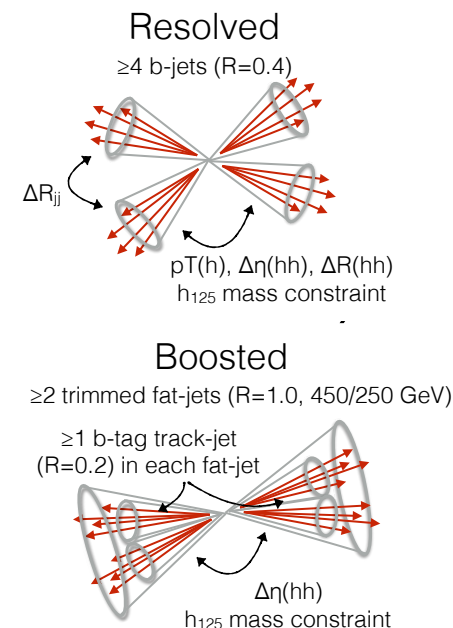 Resolved
≥4 b-jets (R=0.4)
ΔRjj
pT(h), Δη(hh), ΔR(hh)
h125 mass constraint
Boosted
≥2 trimmed fat-jets (R=1.0, 450/250 GeV)
≥1 b-tag track-jet
(R=0.2) in each fat-jet
Δη(hh)
h125 mass constraint